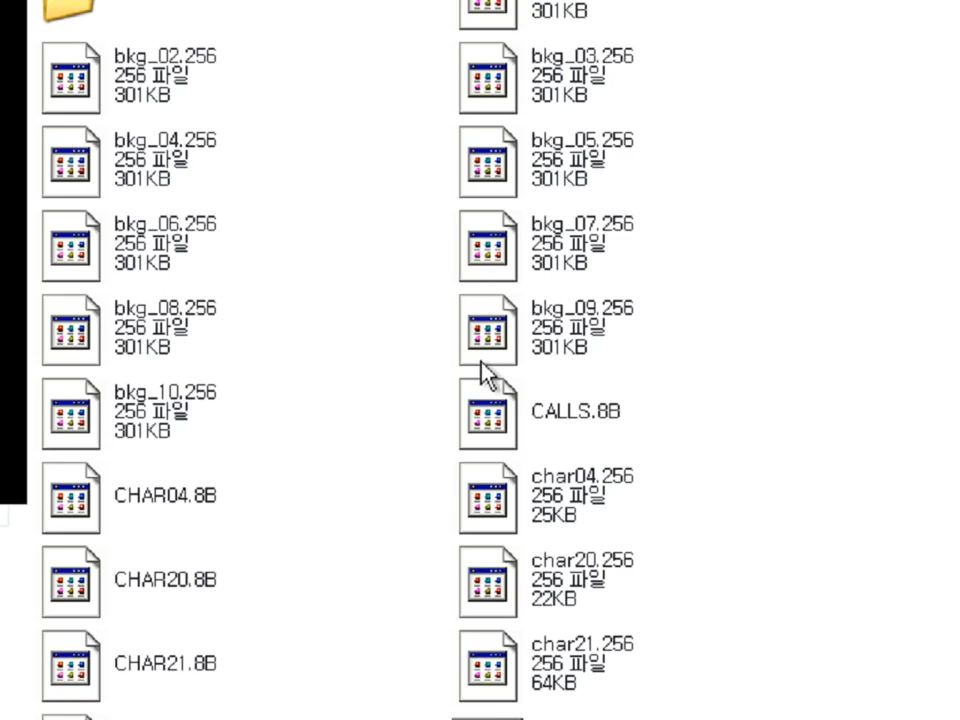 301KB
bkg_02.256
256 파일
301KB
bkg_03.256
256 파일
301KB
bkg_04.256
256 파일
301KB
bkg_05.256
256 파일
301KB
bkg_06.256
256 파일
301KB
bkg_07.256
256 파일
301KB
bkg_08.256
256 파일
301KB
bkg_09.256
256 파일
301KB
bkg_10.256
256 파일
301KB
CALLS.8B
CHAR04.8B
char04.256
256 파일
25KB
CHAR20.8B
char20.256
256 파일
22KB
CHAR21.8B
char21.256
256 파일
64KB